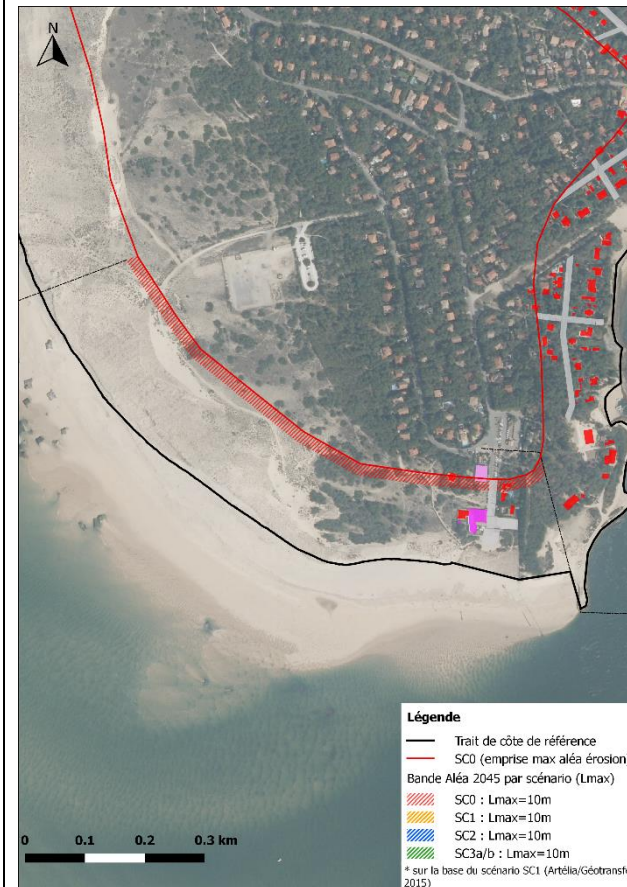 N
Légende
Trait de côte de référence
SC0 (emprise max aléa érosion)
Bande Aléa 2045 par scénario (Lmax)
SC0 : Lmax=10m
SC1 : Lmax=10m
SC2 : Lmax=10m
SC3a/b : Lmax=10m
* sur la base du scénario SC1 (Artélia/Géotransfe
2015)
0 0.1 0.2 0.3 km